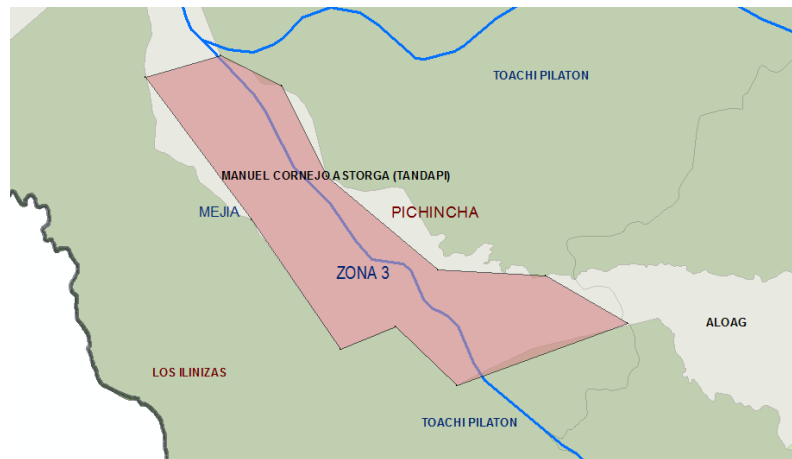 TOACHI PILATON
MANUEL CORNEJO ASTORGA (TANDAPI)
MEJIA
PICHINCHA
ZONA 3
ALOAG
LOS ILINIZAS
TOACHI PILATON